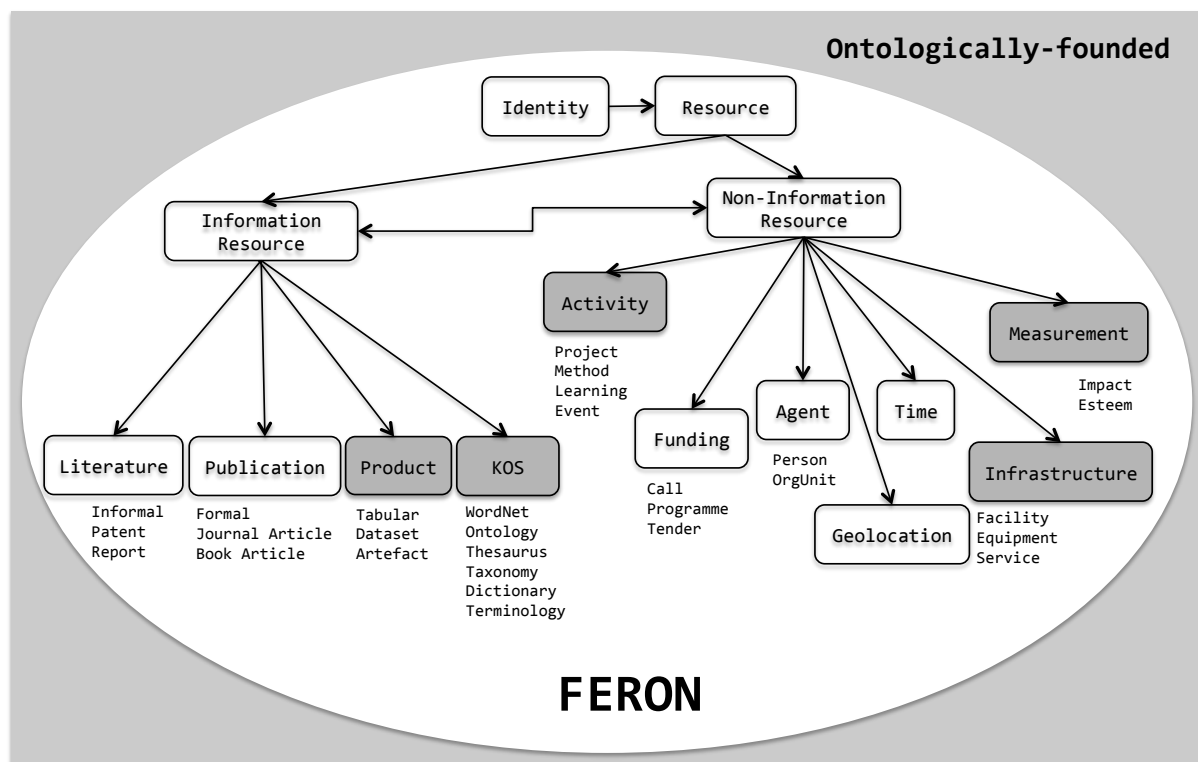 Ontologically-founded
Identity
Resource
Information
Resource
Non-Information
Resource
Activity
Project
Method
Learning
Event
Measurement
Impact
Esteem
Agent
Person
OrgUnit
Time
Funding
Call
Programme
Tender
Literature
Informal
Patent
Report
Publication
Formal
Journal Article
Book Article
Product
Tabular
Dataset
Artefact
KOS
WordNet
Ontology
Thesaurus
Taxonomy
Dictionary
Terminology
Geolocation
Infrastructure
Facility
Equipment
Service
FERON